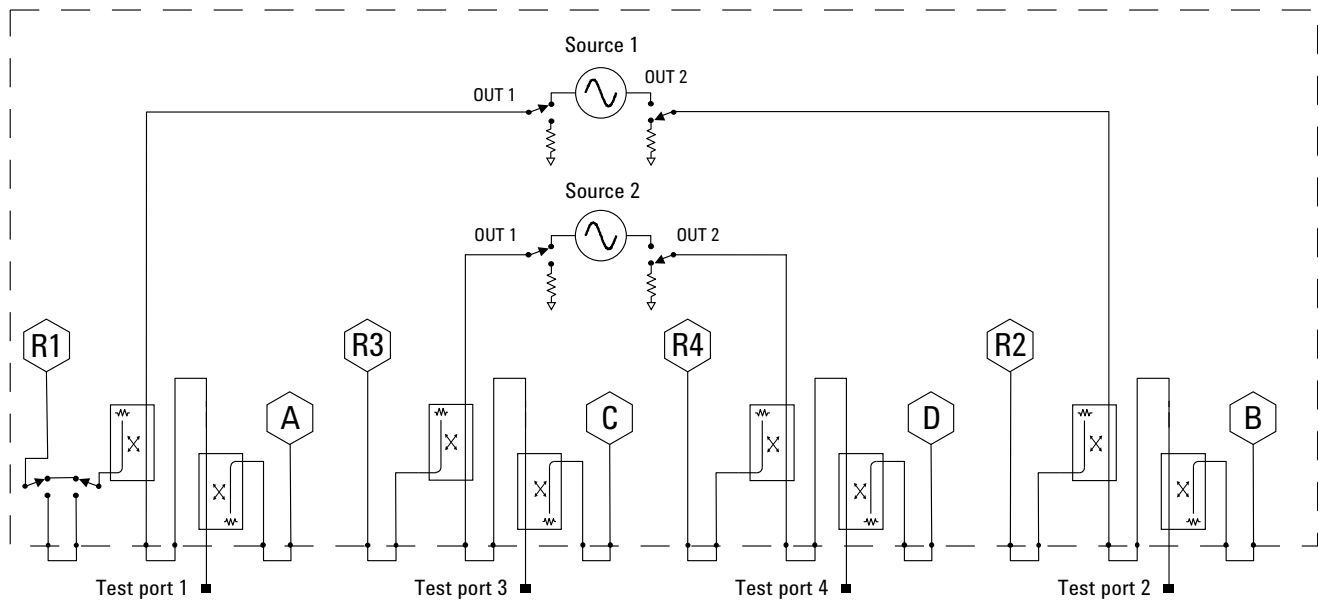 Source 1
OUT 1
OUT 2
Source 2
OUT 1
OUT 2
R1
R3
R4
R2
A
C
D
B
Test port 1
Test port 3
Test port 4
Test port 2